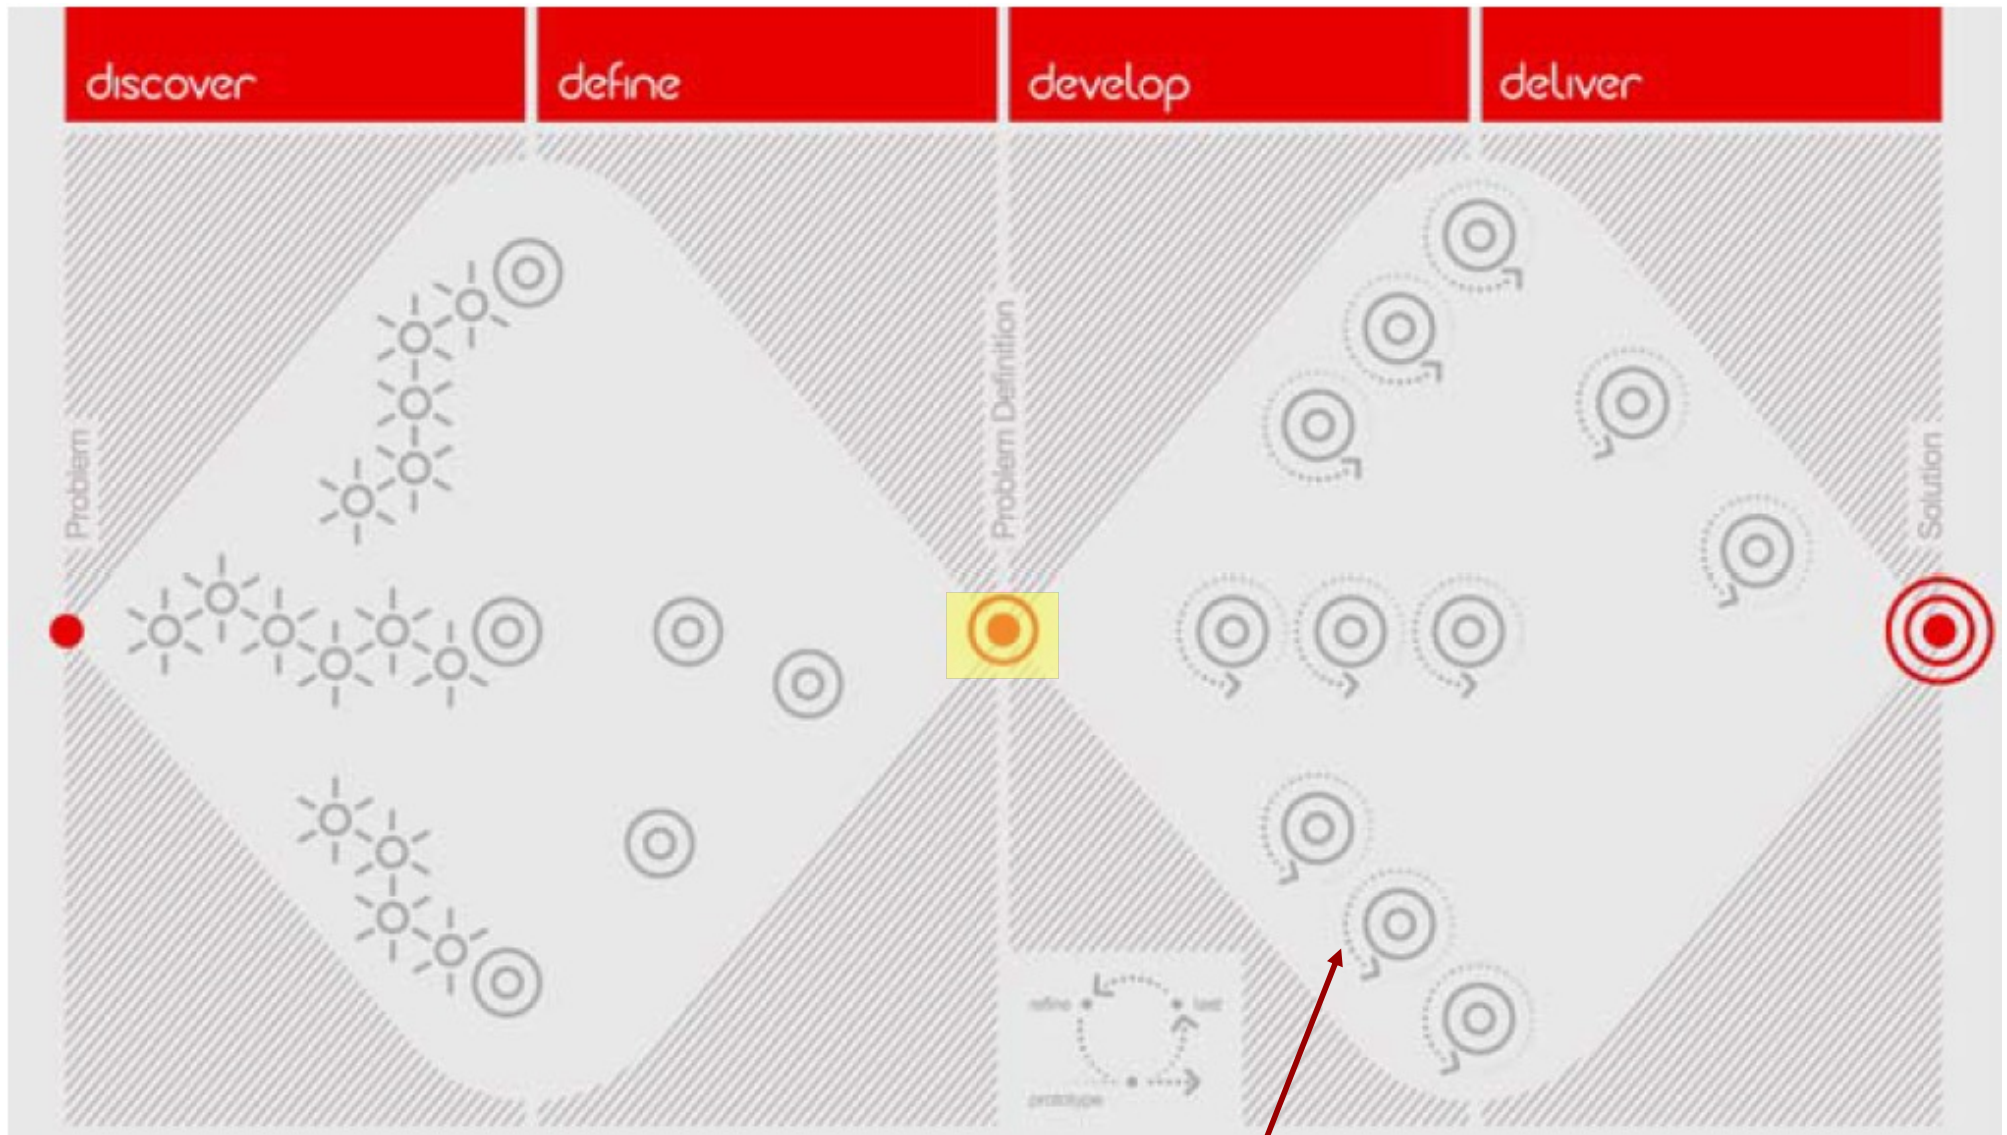 discover
define
develop
deliver
Problem
Problem Definition
Solution
refine
test
prototype